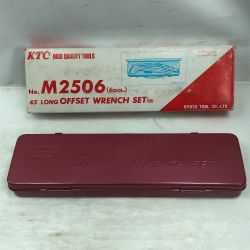 KTC HIGH QUALITY TOOLS
No. M2506 (6pcs.)
45° LONG OFFSET WRENCH SET
KYOTO TOOL CO., LTD.
KTC
OFFSET WRENCH SET